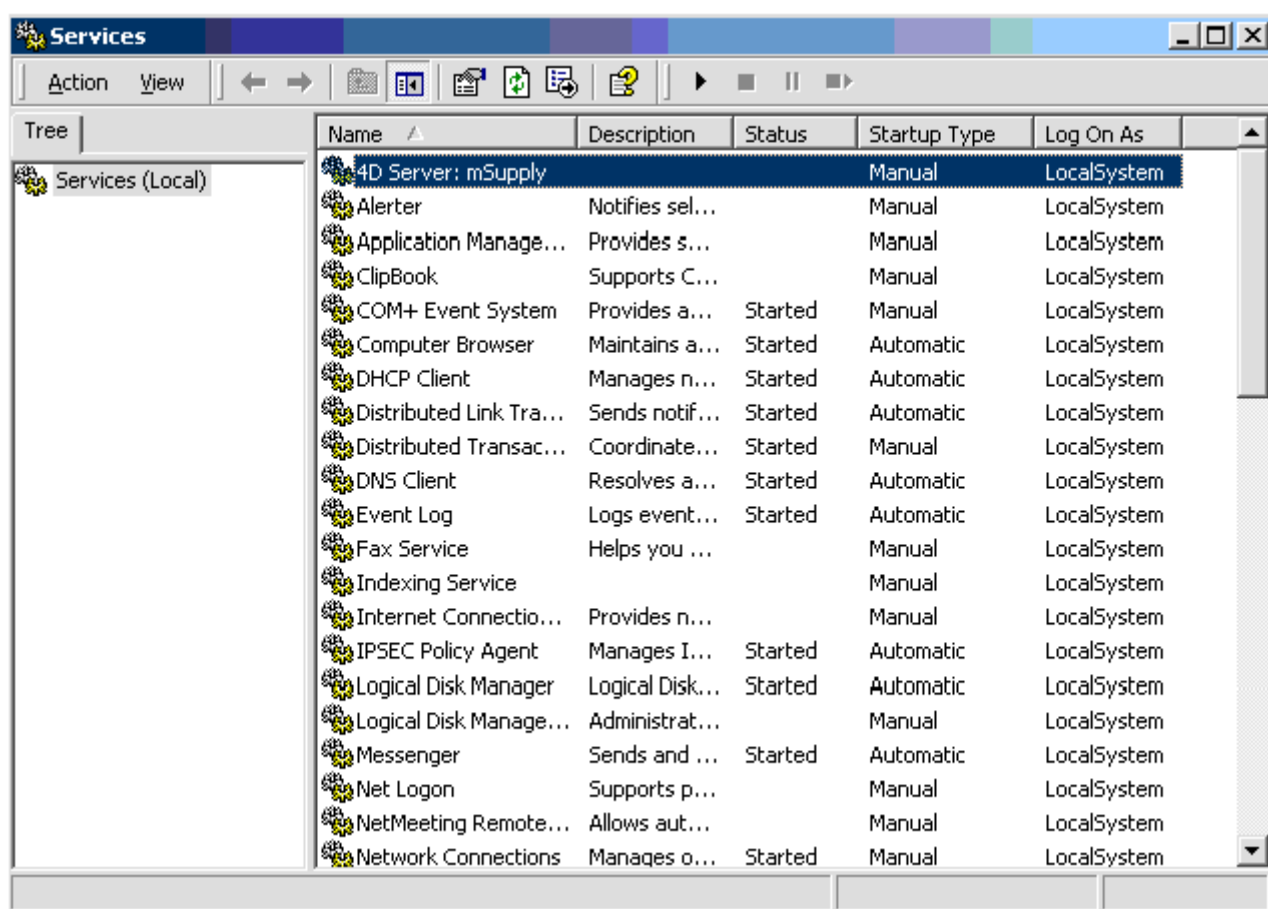 Services
Action View
Tree
Name Description Status Startup Type Log On As
Services (Local)
4D Server: mSupply Manual LocalSystem
Alerter Notifies sel... Manual LocalSystem
Application Manage... Provides s... Manual LocalSystem
ClipBook Supports C... Manual LocalSystem
COM+ Event System Provides a... Started Manual LocalSystem
Computer Browser Maintains a... Started Automatic LocalSystem
DHCP Client Manages n... Started Automatic LocalSystem
Distributed Link Tra... Sends notif... Started Automatic LocalSystem
Distributed Transac... Coordinate... Started Manual LocalSystem
DNS Client Resolves a... Started Automatic LocalSystem
Event Log Logs event... Started Automatic LocalSystem
Fax Service Helps you ... Manual LocalSystem
Indexing Service Manual LocalSystem
Internet Connectio... Provides n... Manual LocalSystem
IPSEC Policy Agent Manages I... Started Automatic LocalSystem
Logical Disk Manager Logical Disk... Started Automatic LocalSystem
Logical Disk Manage... Administrat... Manual LocalSystem
Messenger Sends and ... Started Automatic LocalSystem
Net Logon Supports p... Manual LocalSystem
NetMeeting Remote... Allows aut... Manual LocalSystem
Network Connections Manages o... Started Manual LocalSystem